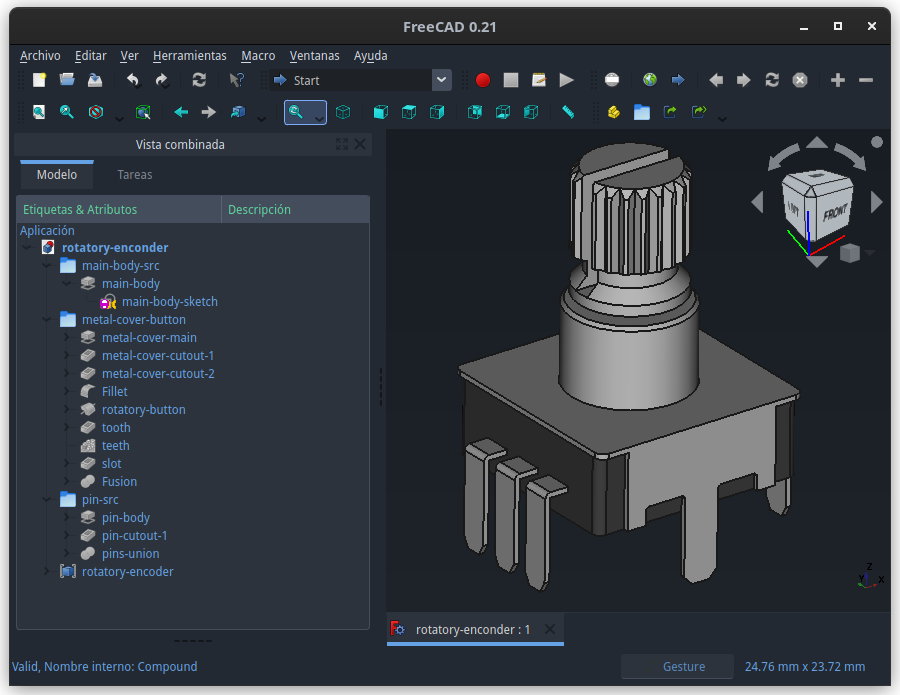 FreeCAD 0.21
Archivo Editar Ver Herramientas Macro Ventanas Ayuda
Start
Vista combinada
Modelo Tareas
Etiquetas & Atributos Descripción
Aplicación
rotatory-enconder
main-body-src
main-body
main-body-sketch
metal-cover-button
metal-cover-main
metal-cover-cutout-1
metal-cover-cutout-2
Fillet
rotatory-button
tooth
teeth
slot
Fusion
pin-src
pin-body
pin-cutout-1
pins-union
rotatory-encoder
FRONT
Z
Y X
rotatory-enconder : 1
Valid, Nombre interno: Compound
Gesture 24.76 mm x 23.72 mm